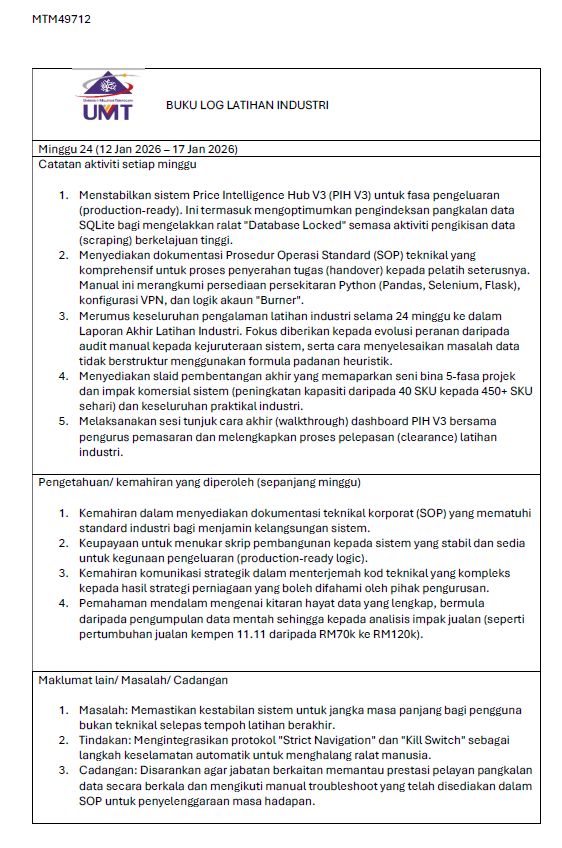 MTM49712
UMT
BUKU LOG LATIHAN INDUSTRI
Minggu 24 (12 Jan 2026 – 17 Jan 2026)
Catatan aktiviti setiap minggu
1. Menstabilkan sistem Price Intelligence Hub V3 (PIH V3) untuk fasa pengeluaran
(production-ready). Ini termasuk mengoptimumkan pengindeksan pangkalan data
SQLite bagi mengelakkan ralat "Database Locked" semasa aktiviti pengikisan data
(scraping) berkelajuan tinggi.
2. Menyediakan dokumentasi Prosedur Operasi Standard (SOP) teknikal yang
komprehensif untuk proses penyerahan tugas (handover) kepada pelatih seterusnya.
Manual ini merangkumi persediaan persekitaran Python (Pandas, Selenium, Flask),
konfigurasi VPN, dan logik akaun "Burner".
3. Merumus keseluruhan pengalaman latihan industri selama 24 minggu ke dalam
Laporan Akhir Latihan Industri. Fokus diberikan kepada evolusi peranan daripada
audit manual kepada kejuruteraan sistem, serta cara menyelesaikan masalah data
tidak berstruktur menggunakan formula padanan heuristik.
4. Menyediakan slaid pembentangan akhir yang memaparkan seni bina 5-fasa projek
dan impak komersial sistem (peningkatan kapasiti daripada 40 SKU kepada 450+ SKU
sehari) dan keseluruhan praktikal industri.
5. Melaksanakan sesi tunjuk cara akhir (walkthrough) dashboard PIH V3 bersama
pengurus pemasaran dan melengkapkan proses pelepasan (clearance) latihan
industri.
Pengetahuan/ kemahiran yang diperoleh (sepanjang minggu)
1. Kemahiran dalam menyediakan dokumentasi teknikal korporat (SOP) yang mematuhi
standard industri bagi menjamin kelangsungan sistem.
2. Keupayaan untuk menukar skrip pembangunan kepada sistem yang stabil dan sedia
untuk kegunaan pengeluaran (production-ready logic).
3. Kemahiran komunikasi strategik dalam menterjemah kod teknikal yang kompleks
kepada hasil strategi perniagaan yang boleh difahami oleh pihak pengurusan.
4. Pemahaman mendalam mengenai kitaran hayat data yang lengkap, bermula
daripada pengumpulan data mentah sehingga kepada analisis impak jualan (seperti
pertumbuhan jualan kempen 11.11 daripada RM70k ke RM120k).
Maklumat lain/ Masalah/ Cadangan
1. Masalah: Memastikan kestabilan sistem untuk jangka masa panjang bagi pengguna
bukan teknikal selepas tempoh latihan berakhir.
2. Tindakan: Mengintegrasikan protokol "Strict Navigation" dan "Kill Switch" sebagai
langkah keselamatan automatik untuk menghalang ralat manusia.
3. Cadangan: Disarankan agar jabatan berkaitan memantau prestasi pelayan pangkalan
data secara berkala dan mengikuti manual troubleshoot yang telah disediakan dalam
SOP untuk penyelenggaraan masa hadapan.